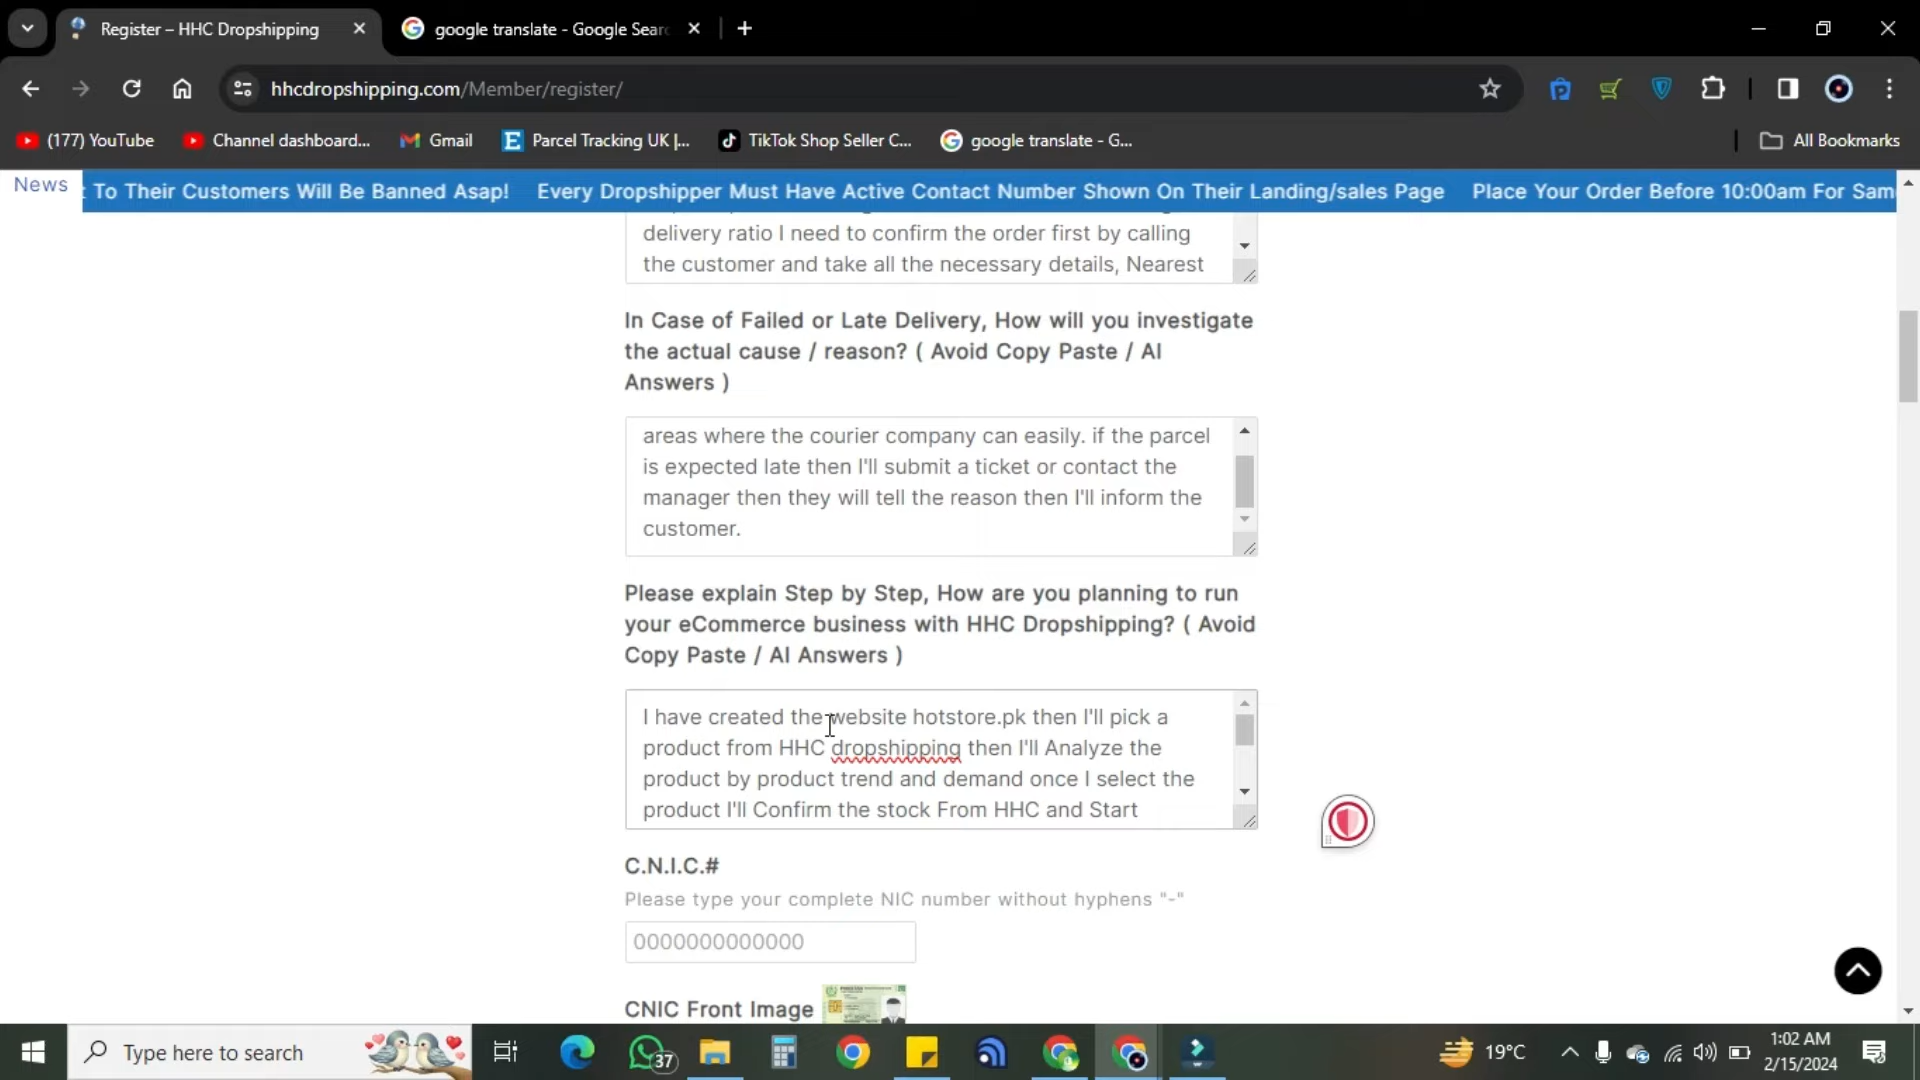 Register – HHC Dropshipping
google translate - Google Sear
hhcdropshipping.com/Member/register/
(177) YouTube
Channel dashboard...
Gmail
Parcel Tracking UK |...
TikTok Shop Seller C...
google translate - G...
All Bookmarks
News
t To Their Customers Will Be Banned Asap! Every Dropshipper Must Have Active Contact Number Shown On Their Landing/sales Page Place Your Order Before 10:00am For Sam
delivery ratio I need to confirm the order first by calling
the customer and take all the necessary details, Nearest
In Case of Failed or Late Delivery, How will you investigate
the actual cause / reason? ( Avoid Copy Paste / AI
Answers )
areas where the courier company can easily. if the parcel
is expected late then I'll submit a ticket or contact the
manager then they will tell the reason then I'll inform the
customer.
Please explain Step by Step, How are you planning to run
your eCommerce business with HHC Dropshipping? ( Avoid
Copy Paste / AI Answers )
I have created the website hotstore.pk then I'll pick a
product from HHC dropshipping then I'll Analyze the
product by product trend and demand once I select the
product I'll Confirm the stock From HHC and Start
C.N.I.C.#
Please type your complete NIC number without hyphens "-"
0000000000000
CNIC Front Image
Type here to search
37
19°C
1:02 AM
2/15/2024